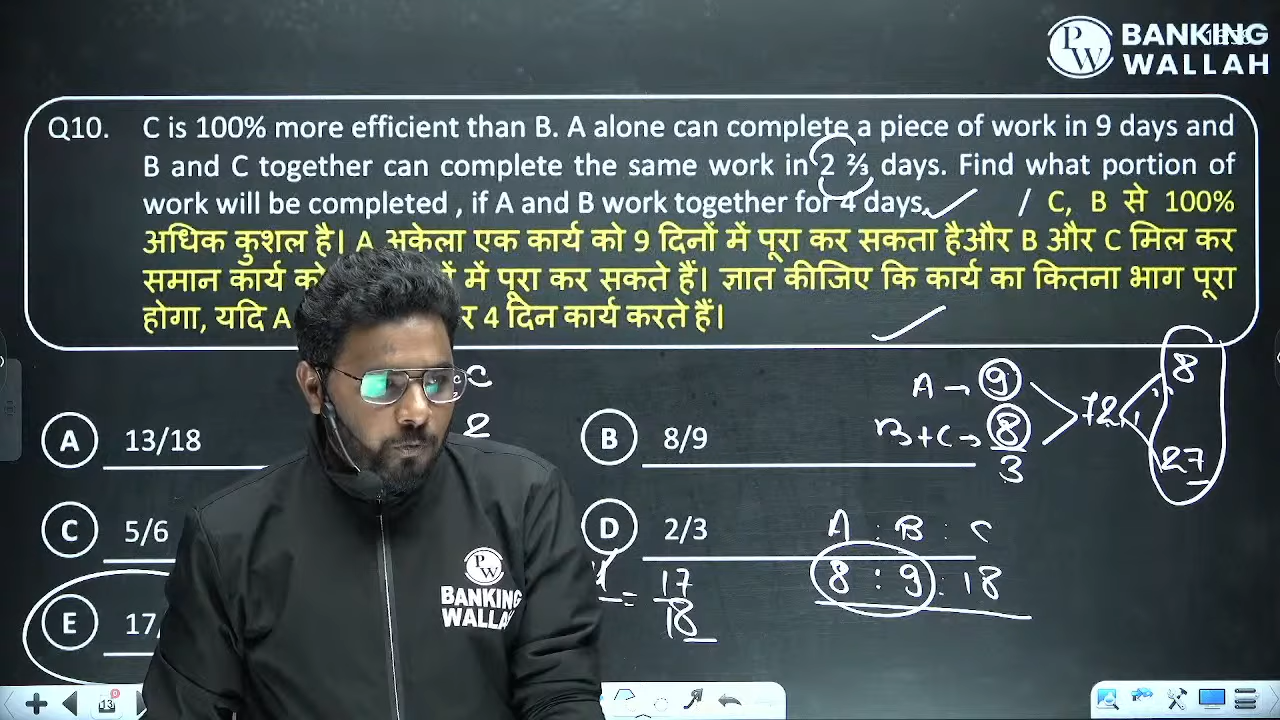 PW BANKING WALLAH
Q10. C is 100% more efficient than B. A alone can complete a piece of work in 9 days and
B and C together can complete the same work in 2 ⅔ days. Find what portion of
work will be completed , if A and B work together for 4 days. / C, B से 100%
अधिक कुशल है। A अकेला एक कार्य को 9 दिनों में पूरा कर सकता हैऔर B और C मिल कर
समान कार्य को में पूरा कर सकते हैं। ज्ञात कीजिए कि कार्य का कितना भाग पूरा
होगा, यदि A र 4 दिन कार्य करते हैं।
C
2
A 13/18
B 8/9
C 5/6
D 2/3
E 17/
A → 9
B+C → 8/3
72
8
27
A : B : C
8 : 9 : 18
= 17/18
PW
BANKING
WALLAH
13